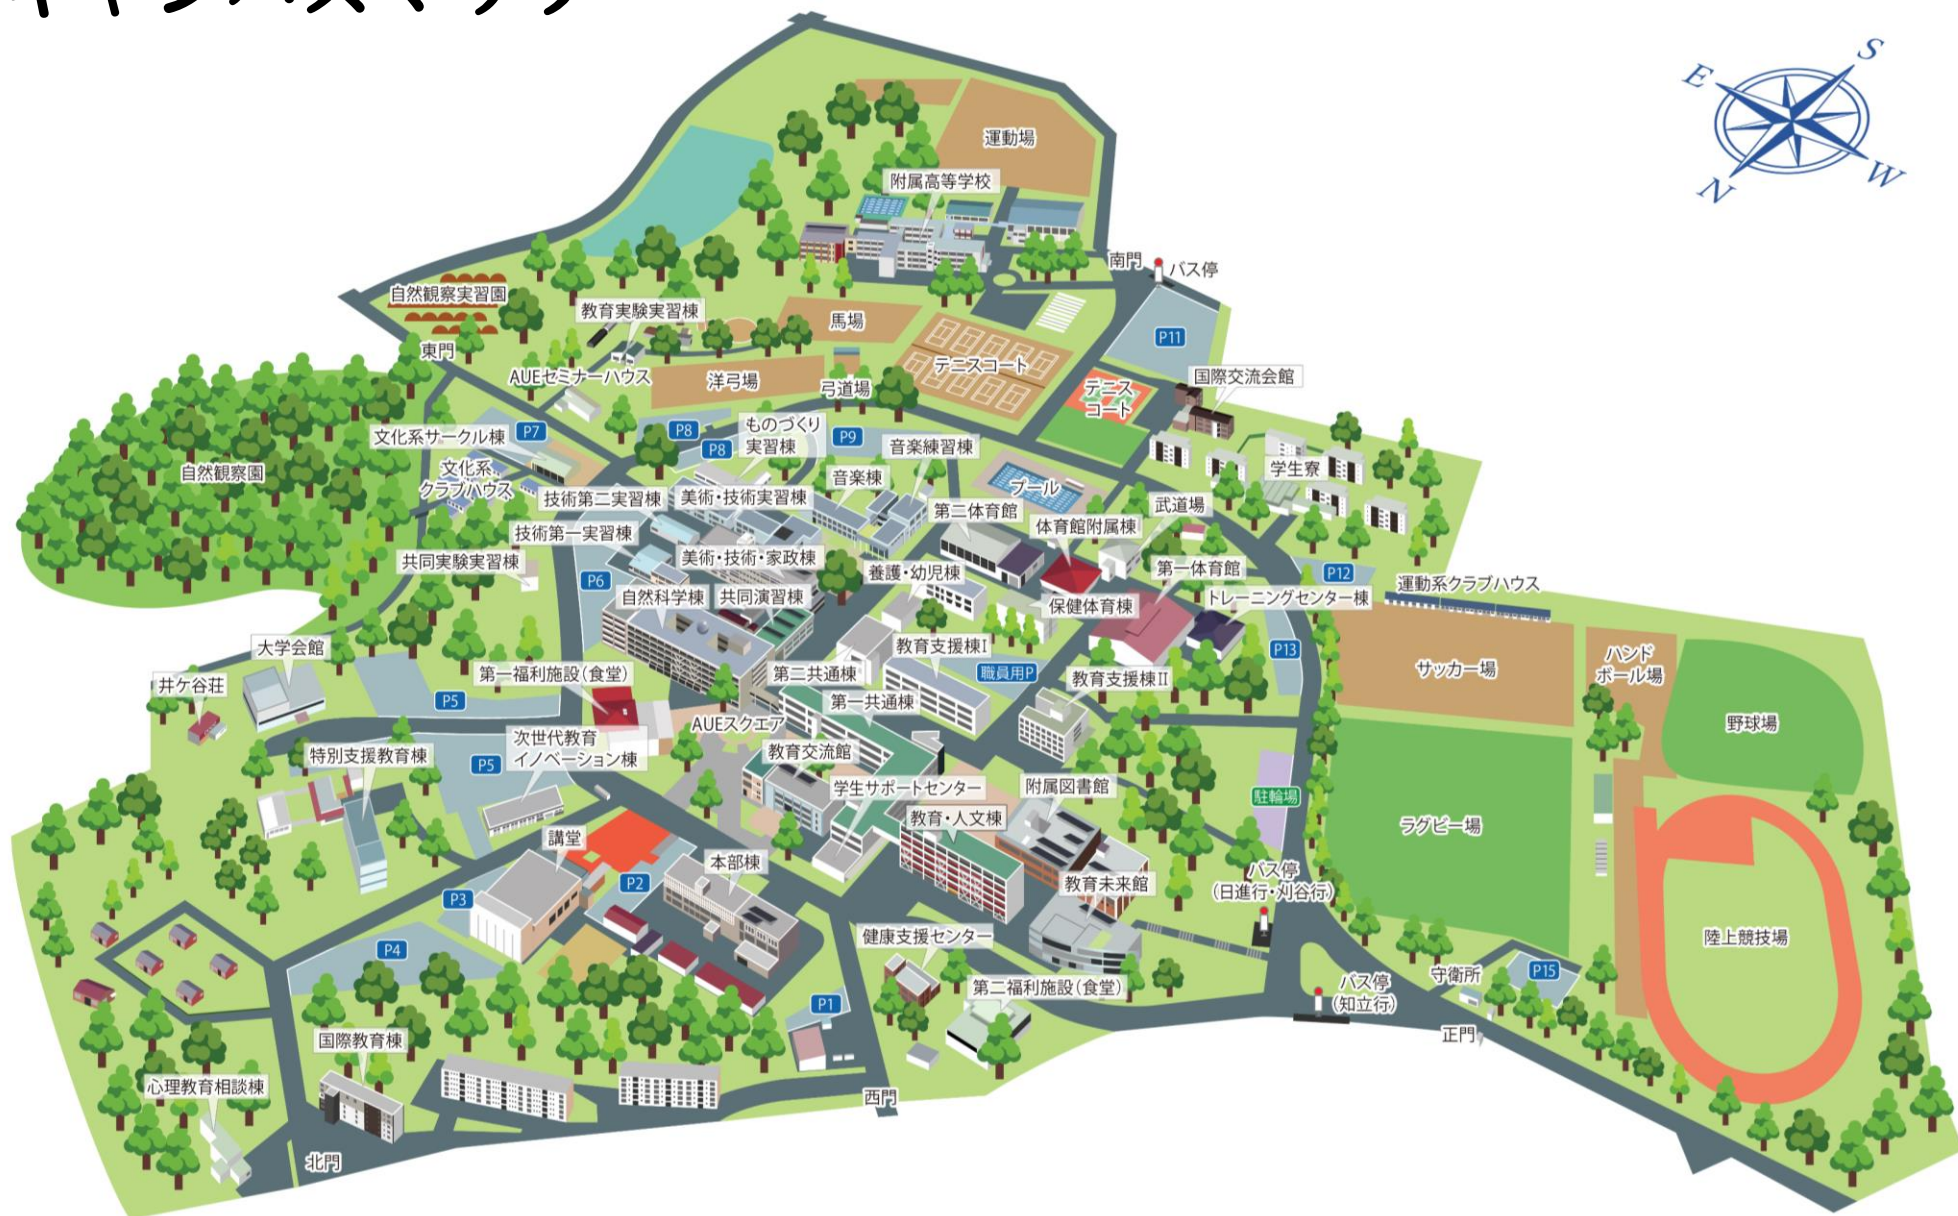 キャンパスマップ
S
E
N
W
運動場
附属高等学校
南門
バス停
自然観察実習園
教育実験実習棟
馬場
P11
東門
テニスコート
AUEセミナーハウス
洋弓場
弓道場
テニス
コート
国際交流会館
P7
P8
P8
ものづくり
実習棟
P9
音楽練習棟
文化系サークル棟
自然観察園
文化系
クラブハウス
学生寮
技術第二実習棟
美術・技術実習棟
音楽棟
プール
武道場
技術第一実習棟
第二体育館
体育館附属棟
共同実験実習棟
美術・技術・家政棟
養護・幼児棟
第一体育館
P6
P12
運動系クラブハウス
自然科学棟
共同演習棟
保健体育棟
トレーニングセンター棟
大学会館
教育支援棟Ⅰ
P13
サッカー場
ハンド
ボール場
井ケ谷荘
第一福利施設(食堂)
第二共通棟
職員用P
教育支援棟Ⅱ
P5
第一共通棟
AUEスクエア
野球場
特別支援教育棟
次世代教育
イノベーション棟
P5
教育交流館
学生サポートセンター
附属図書館
駐輪場
教育・人文棟
ラグビー場
講堂
本部棟
P2
P3
教育未来館
バス停
(日進行・刈谷行)
P4
健康支援センター
陸上競技場
第二福利施設(食堂)
バス停
(知立行)
守衛所
P15
P1
正門
国際教育棟
心理教育相談棟
西門
北門